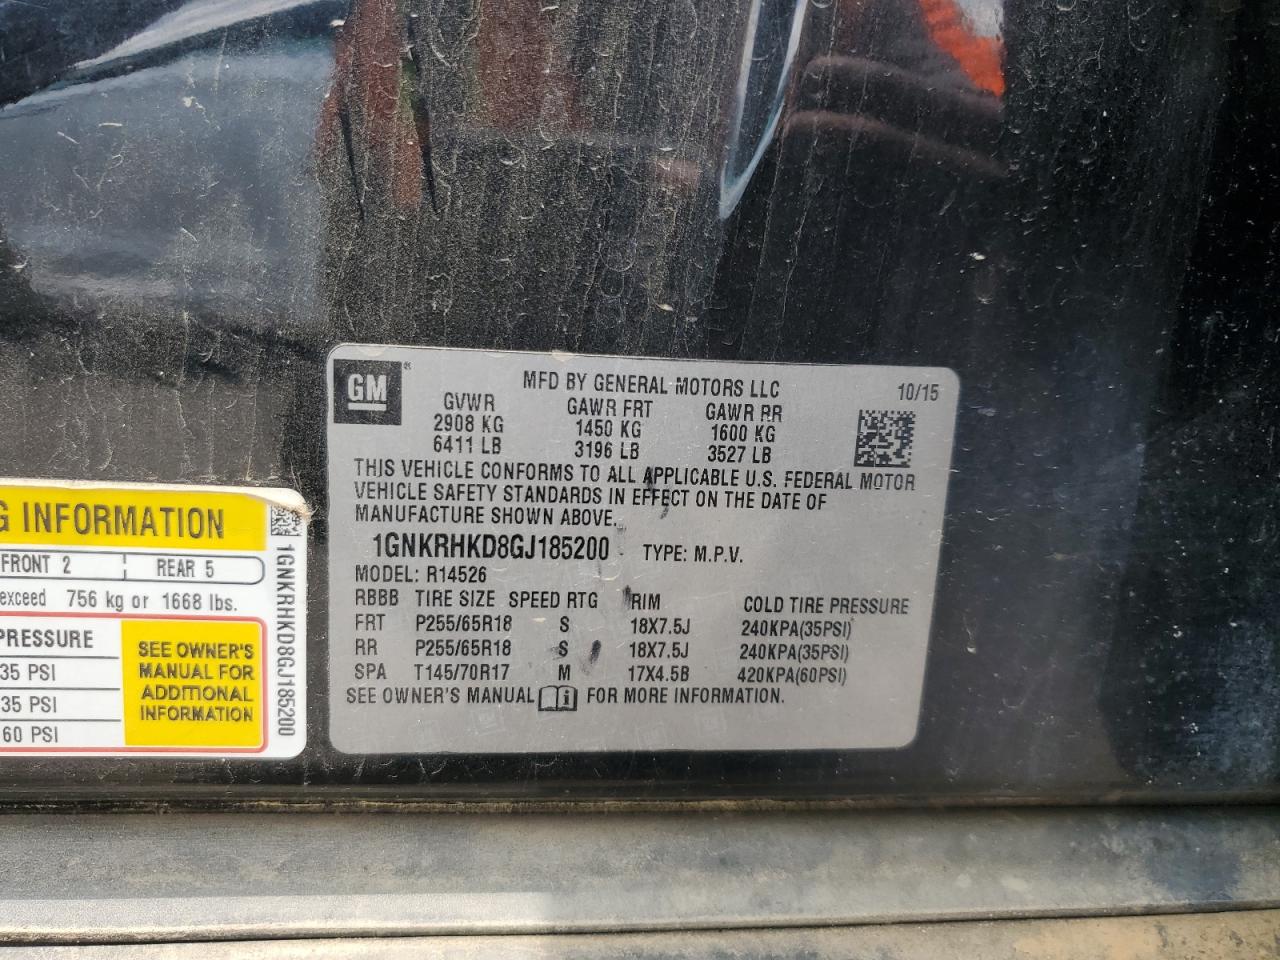 GM
MFD BY GENERAL MOTORS LLC 10/15
GVWR GAWR FRT GAWR RR
2908 KG 1450 KG 1600 KG
6411 LB 3196 LB 3527 LB
THIS VEHICLE CONFORMS TO ALL APPLICABLE U.S. FEDERAL MOTOR
VEHICLE SAFETY STANDARDS IN EFFECT ON THE DATE OF
MANUFACTURE SHOWN ABOVE.
1GNKRHKD8GJ185200 TYPE: M.P.V.
MODEL: R14526
RBBB TIRE SIZE SPEED RTG RIM COLD TIRE PRESSURE
FRT P255/65R18 S 18X7.5J 240KPA(35PSI)
RR P255/65R18 S 18X7.5J 240KPA(35PSI)
SPA T145/70R17 M 17X4.5B 420KPA(60PSI)
SEE OWNER'S MANUAL FOR MORE INFORMATION.
G INFORMATION
FRONT 2 REAR 5
exceed 756 kg or 1668 lbs.
PRESSURE
35 PSI
35 PSI
60 PSI
SEE OWNER'S
MANUAL FOR
ADDITIONAL
INFORMATION
1GNKRHKD8GJ185200